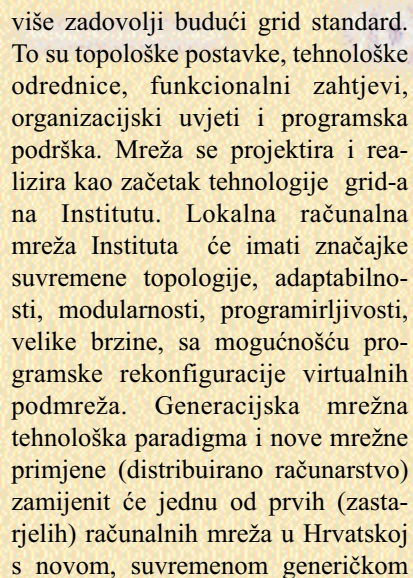 više zadovolji budući grid standard.
To su topološke postavke, tehnološke
odrednice, funkcionalni zahtjevi,
organizacijski uvjeti i programska
podrška. Mreža se projektira i rea-
lizira kao začetak tehnologije grid-a
na Institutu. Lokalna računalna
mreža Instituta će imati značajke
suvremene topologije, adaptabilno-
sti, modularnosti, programirljivosti,
velike brzine, sa mogućnošću pro-
gramske rekonfiguracije virtualnih
podmreža. Generacijska mrežna
tehnološka paradigma i nove mrežne
primjene (distribuirano računarstvo)
zamijenit će jednu od prvih (zasta-
rjelih) računalnih mreža u Hrvatskoj
s novom, suvremenom generičkom